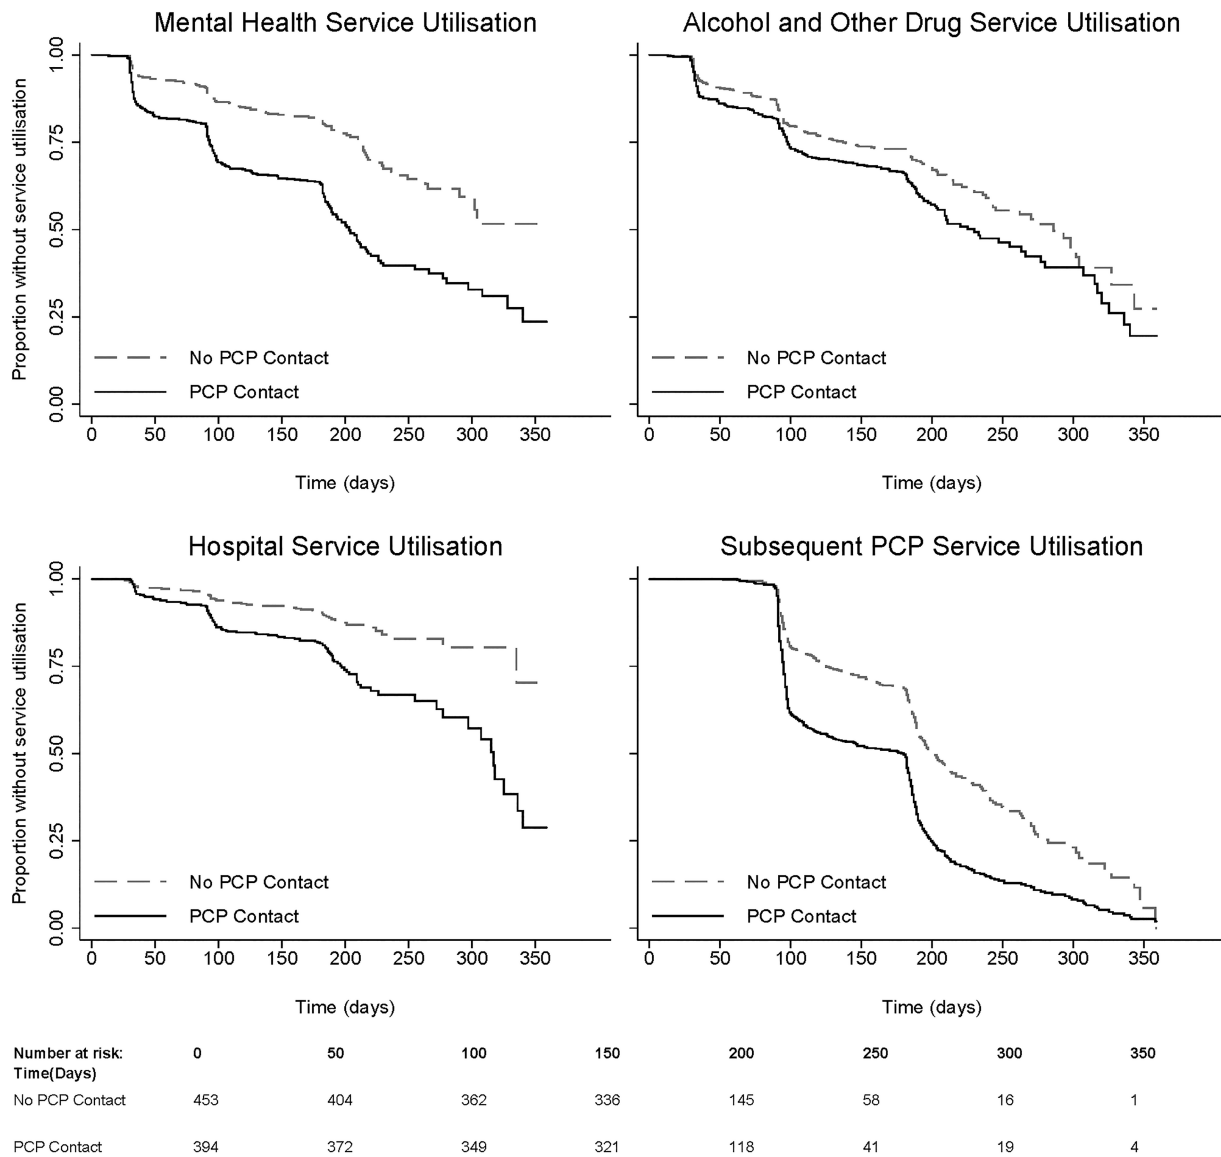 Mental Health Service Utilisation
Proportion without service utilisation
1.00
0.75
0.50
0.25
0.00
No PCP Contact
PCP Contact
0 50 100 150 200 250 300 350
Time (days)
Alcohol and Other Drug Service Utilisation
No PCP Contact
PCP Contact
0 50 100 150 200 250 300 350
Time (days)
Hospital Service Utilisation
Proportion without service utilisation
1.00
0.75
0.50
0.25
0.00
No PCP Contact
PCP Contact
0 50 100 150 200 250 300 350
Time (days)
Subsequent PCP Service Utilisation
No PCP Contact
PCP Contact
0 50 100 150 200 250 300 350
Time (days)
Number at risk: 0 50 100 150 200 250 300 350
Time(Days)
No PCP Contact 453 404 362 336 145 58 16 1
PCP Contact 394 372 349 321 118 41 19 4